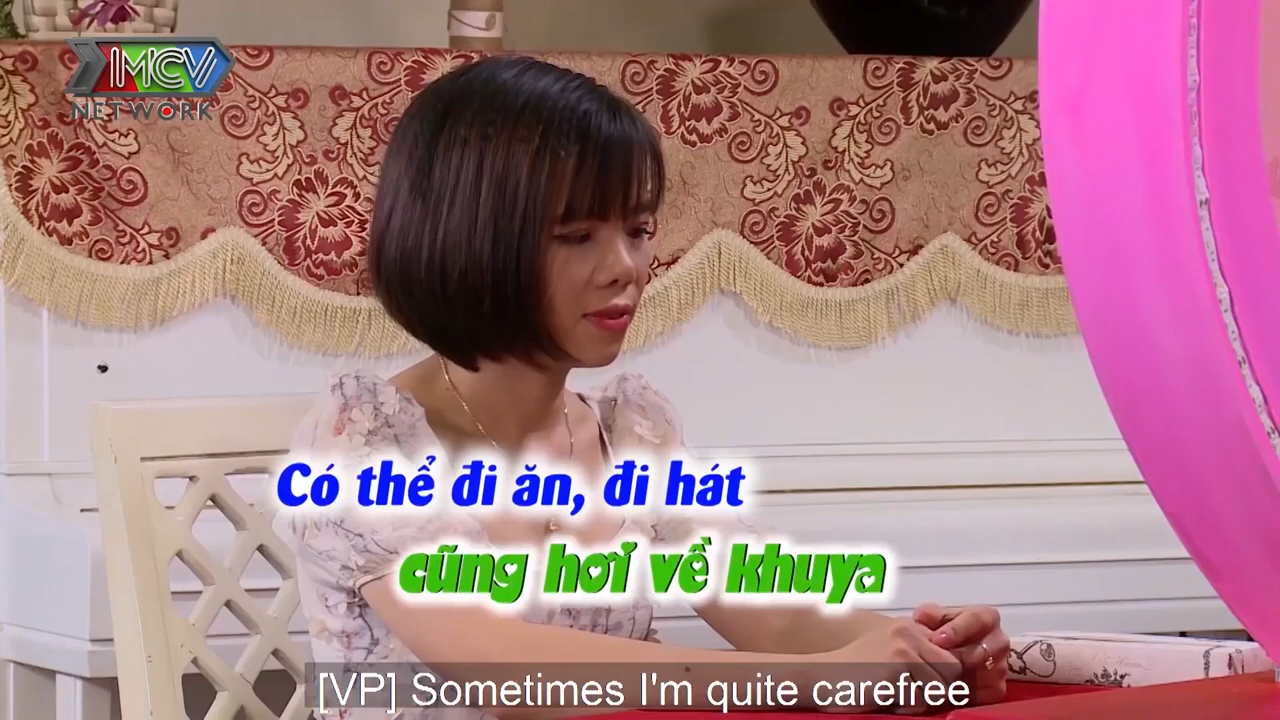 MCV
NETWORK
Có thể đi ăn, đi hát
cũng hơi về khuya
[VP] Sometimes I'm quite carefree